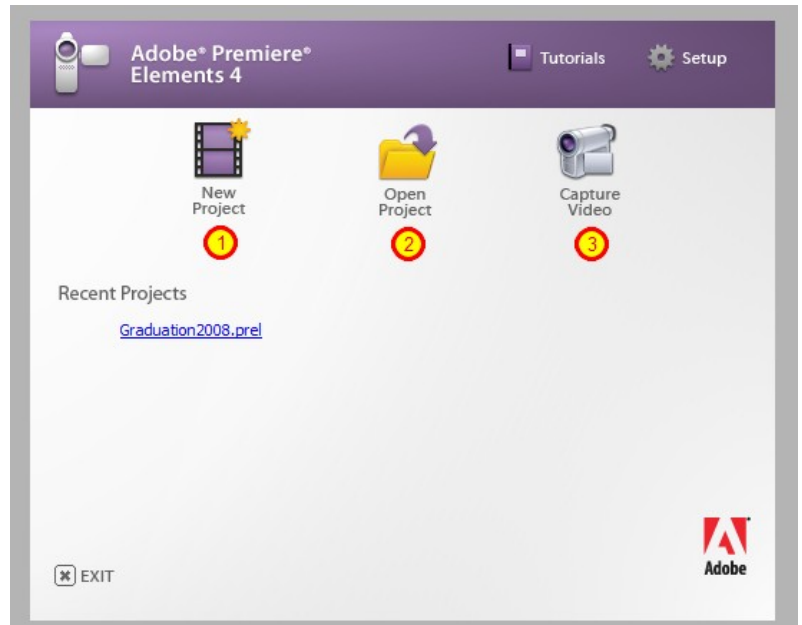 Adobe® Premiere®
Elements 4
Tutorials
Setup
New
Project
Open
Project
Capture
Video
1
2
3
Recent Projects
Graduation2008.prel
EXIT
Adobe